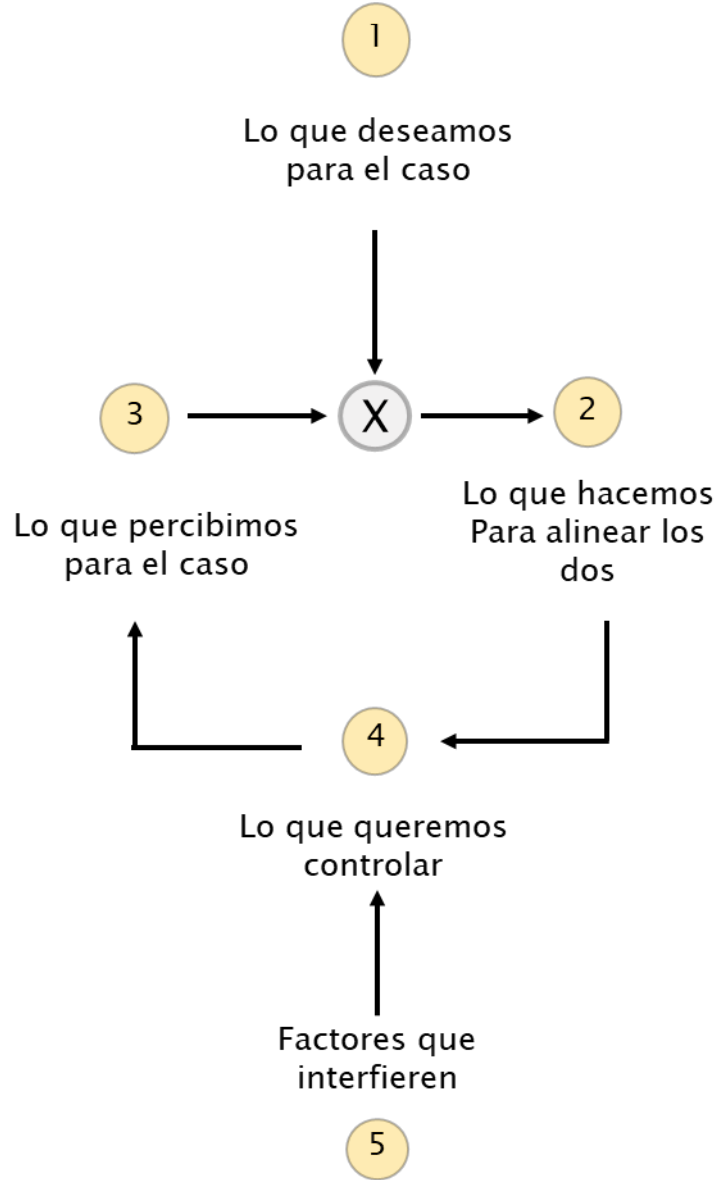 1
Lo que deseamos
para el caso
3
X
2
Lo que percibimos
para el caso
Lo que hacemos
Para alinear los
dos
4
Lo que queremos
controlar
Factores que
interfieren
5